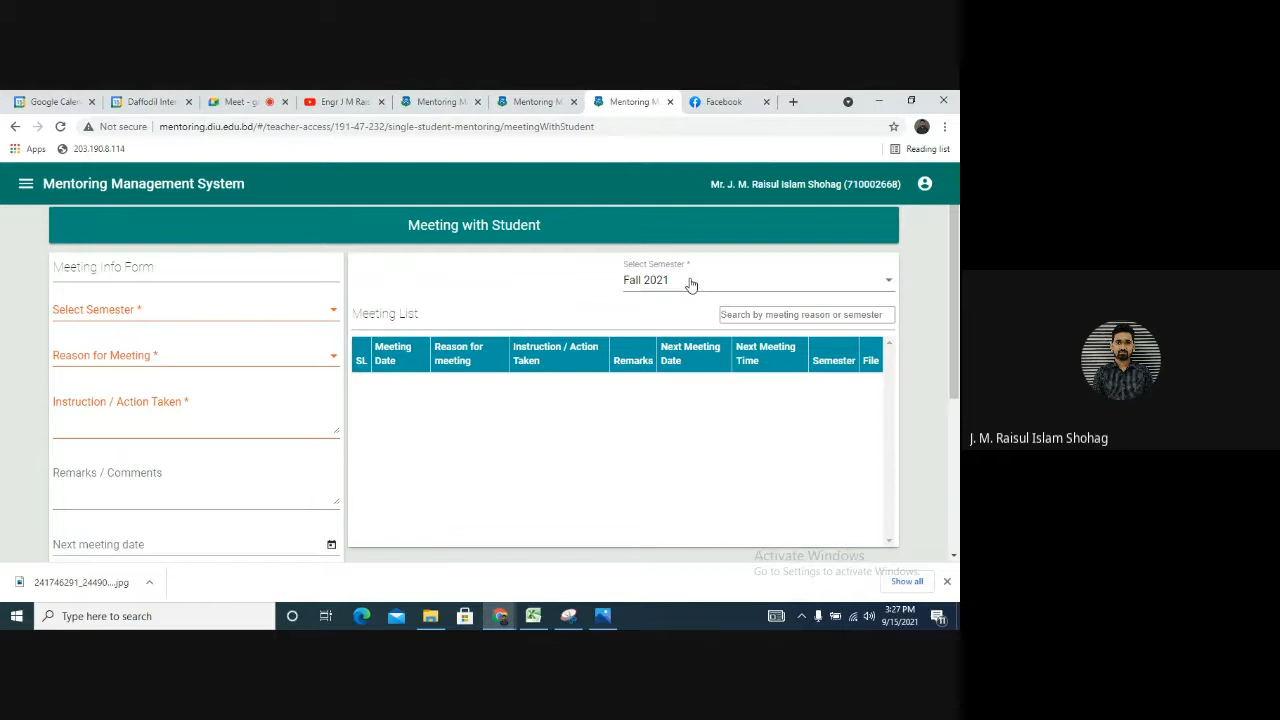 Google Calen
Daffodil Inter
Meet - g
Engr J M Rais
Mentoring M
Mentoring M
Mentoring M
Facebook
Not secure
mentoring.diu.edu.bd/#/teacher-access/191-47-232/single-student-mentoring/meetingWithStudent
Apps
203.190.8.114
Reading list
Mentoring Management System
Mr. J. M. Raisul Islam Shohag (710002668)
Meeting with Student
Meeting Info Form
Select Semester *
Reason for Meeting *
Instruction / Action Taken *
Remarks / Comments
Next meeting date
Select Semester *
Fall 2021
Meeting List
Search by meeting reason or semester
SL
Meeting Date
Reason for meeting
Instruction / Action Taken
Remarks
Next Meeting Date
Next Meeting Time
Semester
File
Activate Windows
Go to Settings to activate Windows.
241746291_24490....jpg
Show all
Type here to search
3:27 PM
9/15/2021
J. M. Raisul Islam Shohag